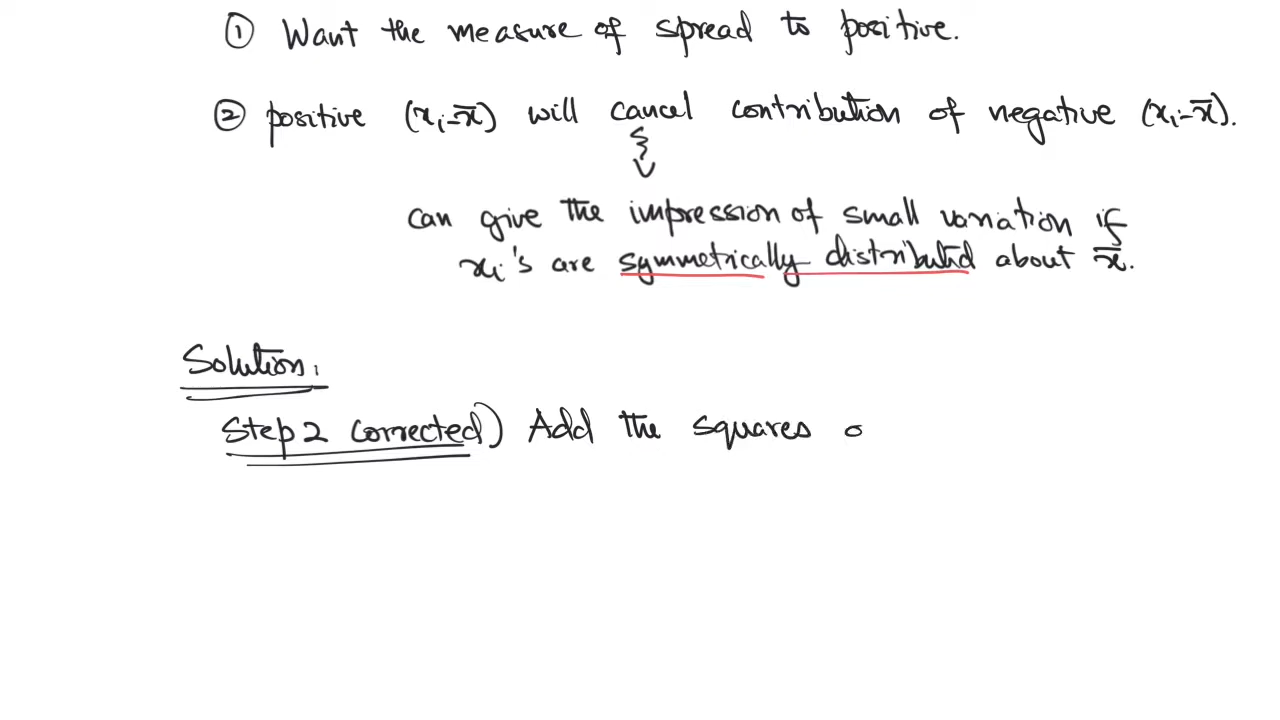 ① Want the measure of spread to positive.
② positive (xᵢ-x̄) will cancel contribution of negative (xᵢ-x̄).
can give the impression of small variation if
xᵢ's are symmetrically distributed about x̄.
Solution.
Step 2 corrected) Add the squares o